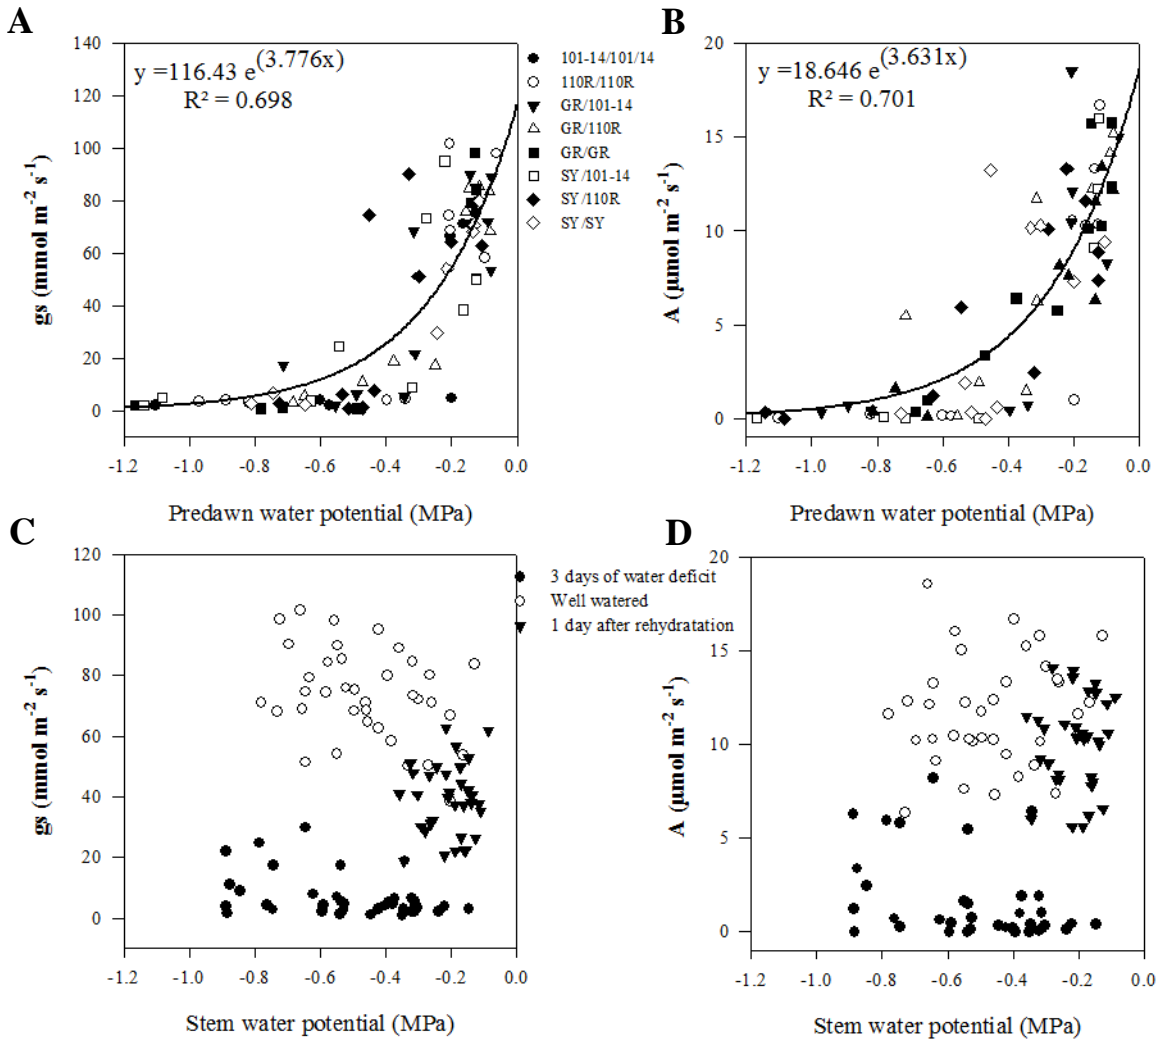 A
y =116.43 e(3.776x)
R² = 0.698
140
120
100
80
60
40
20
0
gs (mmol m-2 s-1)
-1.2 -1.0 -0.8 -0.6 -0.4 -0.2 0.0
Predawn water potential (MPa)
101-14/101/14
110R/110R
GR/101-14
GR/110R
GR/GR
SY/101-14
SY/110R
SY/SY
B
y =18.646 e(3.631x)
R² = 0.701
20
15
10
5
0
A (µmol m-2 s-1)
-1.2 -1.0 -0.8 -0.6 -0.4 -0.2 0.0
Predawn water potential (MPa)
C
120
100
80
60
40
20
0
gs (mmol m-2 s-1)
-1.2 -1.0 -0.8 -0.6 -0.4 -0.2 0.0
Stem water potential (MPa)
3 days of water deficit
Well watered
1 day after rehydratation
D
20
15
10
5
0
A (µmol m-2 s-1)
-1.2 -1.0 -0.8 -0.6 -0.4 -0.2 0.0
Stem water potential (MPa)